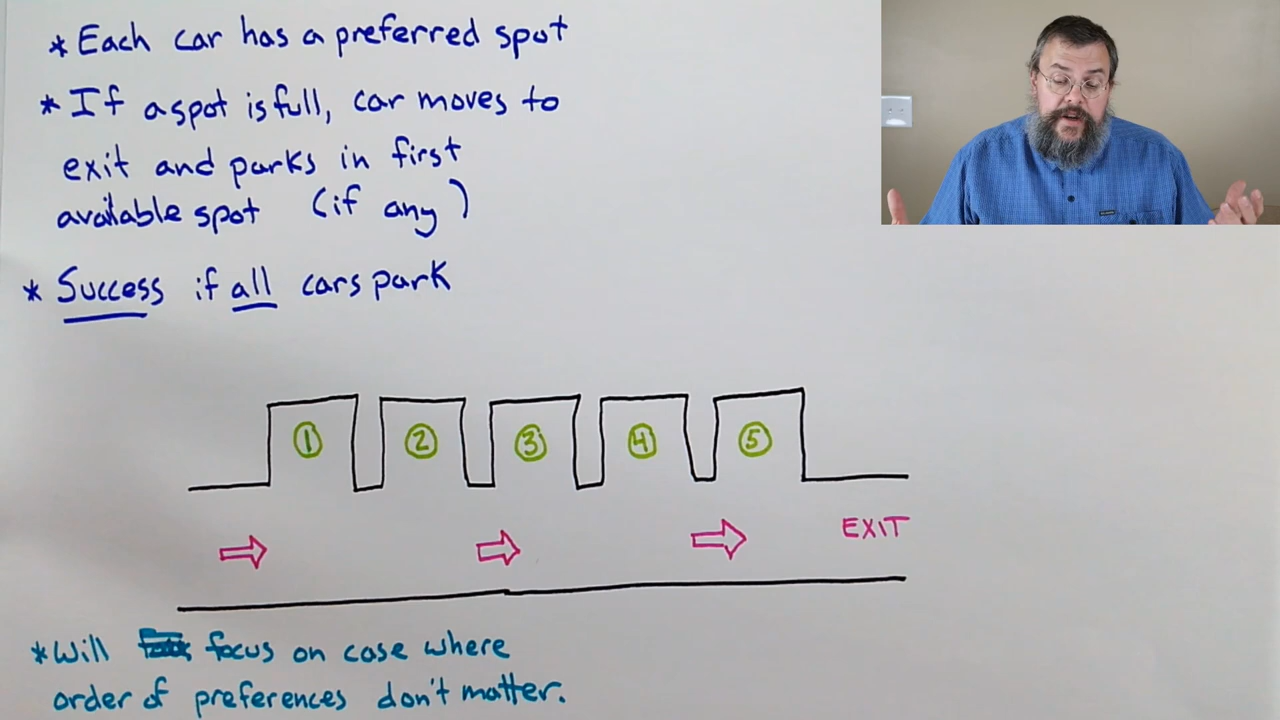 * Each car has a preferred spot
* If a spot is full, car moves to
exit and parks in first
available spot (if any)
* Success if all cars park
1 2 3 4 5
EXIT
* Will focus on case where
order of preferences don't matter.